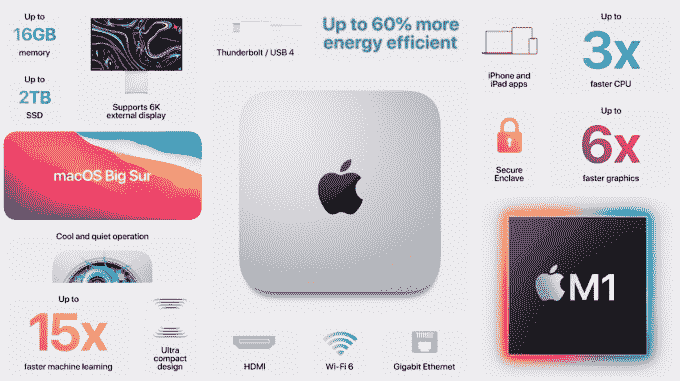 Up to
16GB
memory
Up to
2TB
SSD
Supports 6K
external display
Thunderbolt / USB 4
Up to 60% more
energy efficient
iPhone and
iPad apps
Up to
3x
faster CPU
Up to
6x
faster graphics
Secure
Enclave
macOS Big Sur
Cool and quiet operation
Up to
15x
faster machine learning
Ultra
compact
design
HDMI
Wi-Fi 6
Gigabit Ethernet
M1